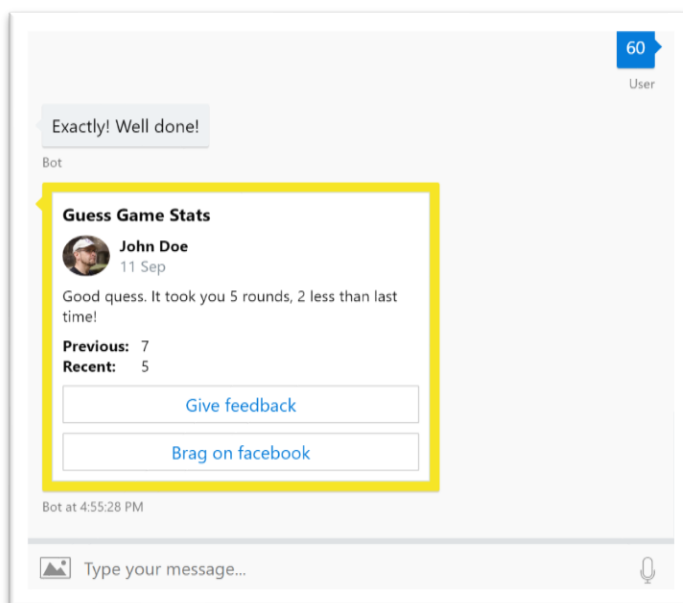 60
User
Exactly! Well done!
Bot
Guess Game Stats
John Doe
11 Sep
Good quess. It took you 5 rounds, 2 less than last
time!
Previous: 7
Recent: 5
Give feedback
Brag on facebook
Bot at 4:55:28 PM
Type your message...